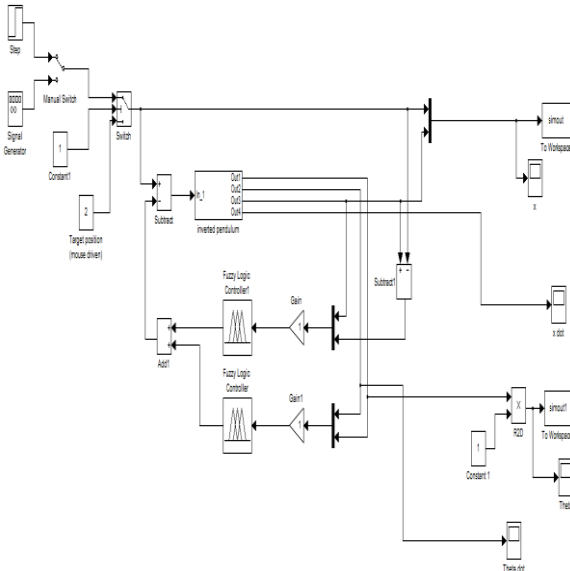 Step
Manual Switch
Signal
Generator
1
Constant1
Switch
2
Target position
(mouse driven)
+
−
Subtract
In_1
Out1
Out2
Out3
Out4
inverted pendulum
simout
To Workspace
x
+ −
Subtract1
x dot
Fuzzy Logic
Controller1
Gain
1
+
+
Add1
Fuzzy Logic
Controller
Gain1
1
X
R2D
simout1
To Workspace
1
Constant 1
Theta dot